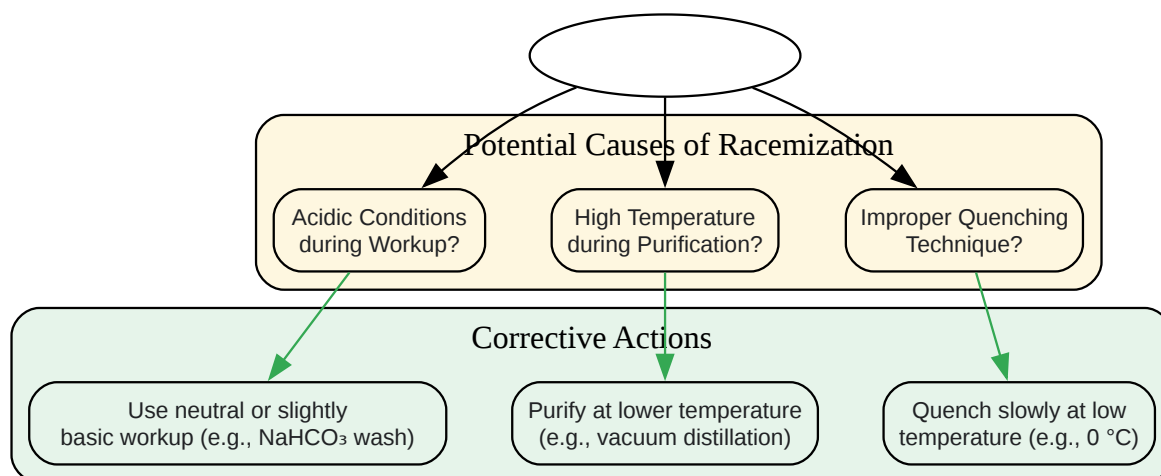 Potential Causes of Racemization
Acidic Conditions
during Workup?
High Temperature
during Purification?
Improper Quenching
Technique?
Corrective Actions
Use neutral or slightly
basic workup (e.g., NaHCO₃ wash)
Purify at lower temperature
(e.g., vacuum distillation)
Quench slowly at low
temperature (e.g., 0 °C)